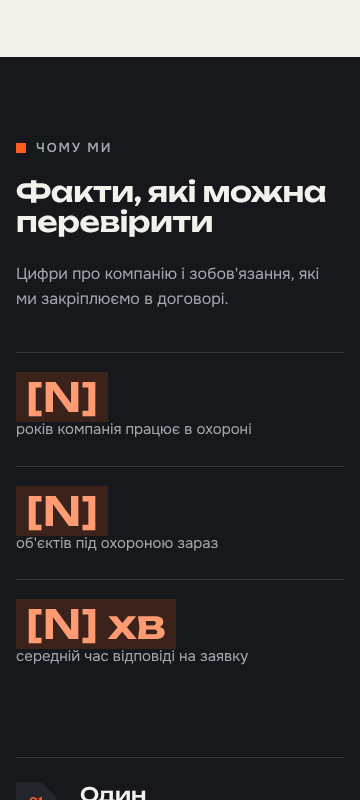 ЧОМУ МИ
Факти, які можна
перевірити
Цифри про компанію і зобов'язання, які
ми закріплюємо в договорі.
[N]
років компанія працює в охороні
[N]
об'єктів під охороною зараз
[N] хв
середній час відповіді на заявку
Один